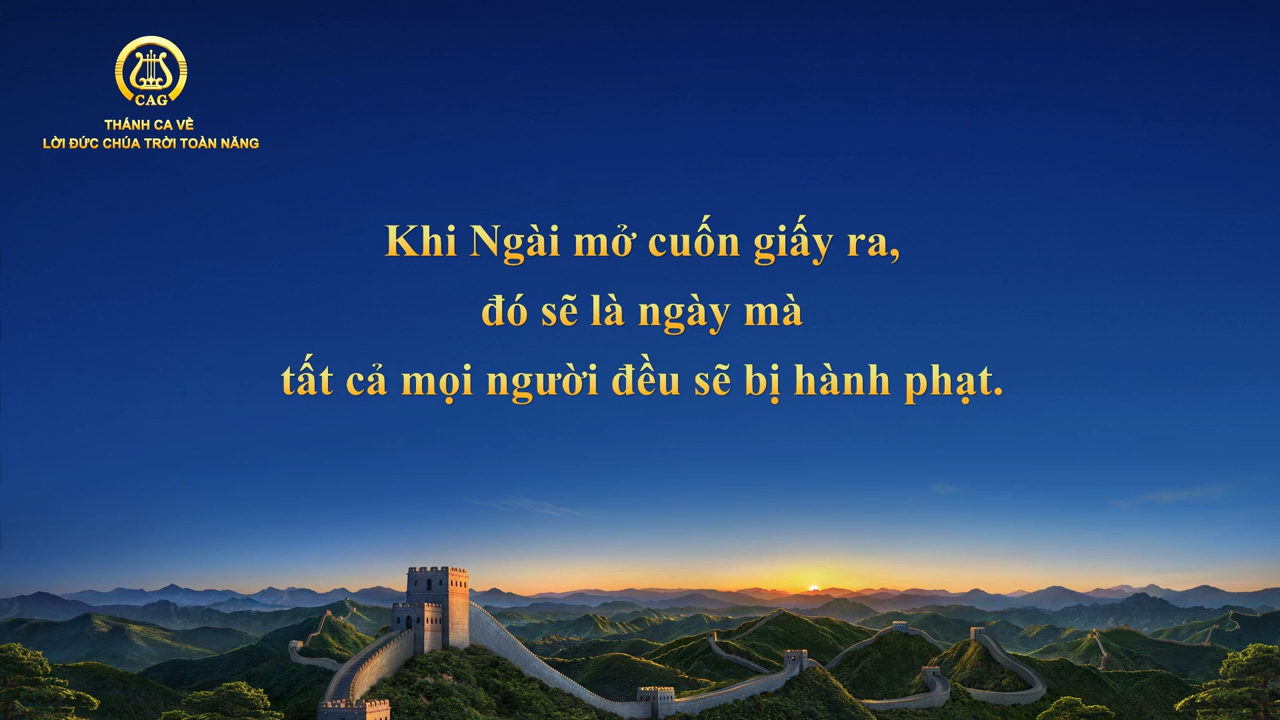 CAG
THÁNH CA VỀ
LỜI ĐỨC CHÚA TRỜI TOÀN NĂNG
Khi Ngài mở cuốn giấy ra,
đó sẽ là ngày mà
tất cả mọi người đều sẽ bị hành phạt.